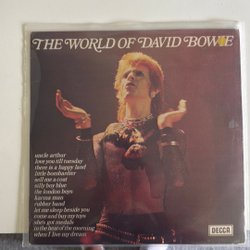 THE WORLD OF DAVID BOWIE
uncle arthur
love you till tuesday
there is a happy land
little bombardier
sell me a coat
silly boy blue
the london boys
karma man
rubber band
let me sleep beside you
come and buy my toys
she's got medals
in the heat of the morning
when i live my dream
DECCA